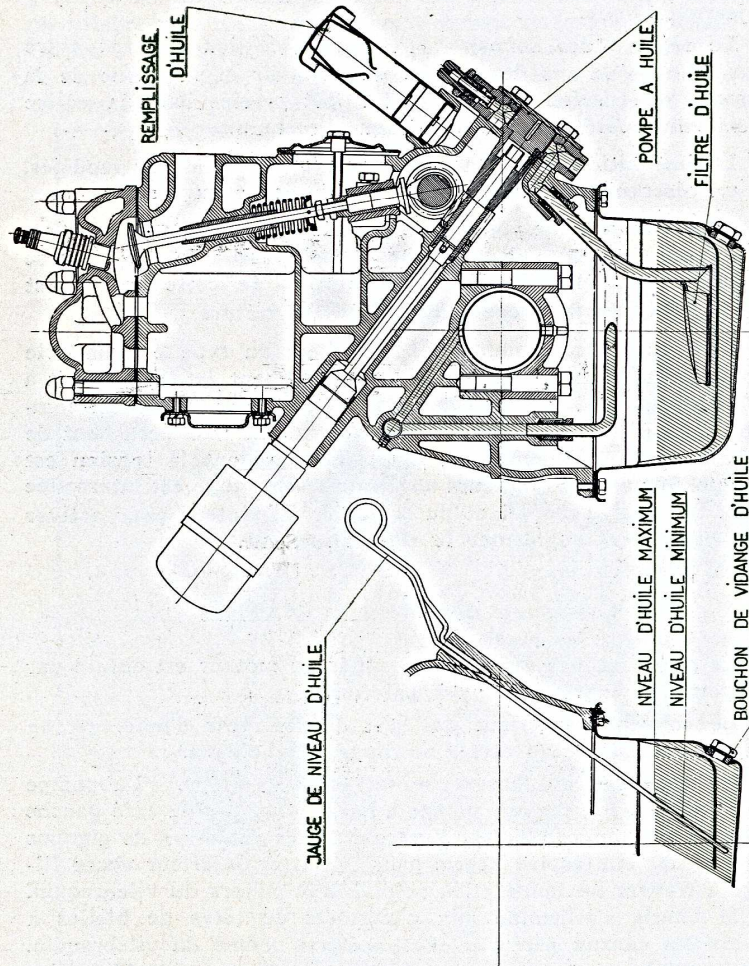 REMPLISSAGE
D'HUILE
POMPE A HUILE
FILTRE D'HUILE
JAUGE DE NIVEAU D'HUILE
NIVEAU D'HUILE MAXIMUM
NIVEAU D'HUILE MINIMUM
BOUCHON DE VIDANGE D'HUILE